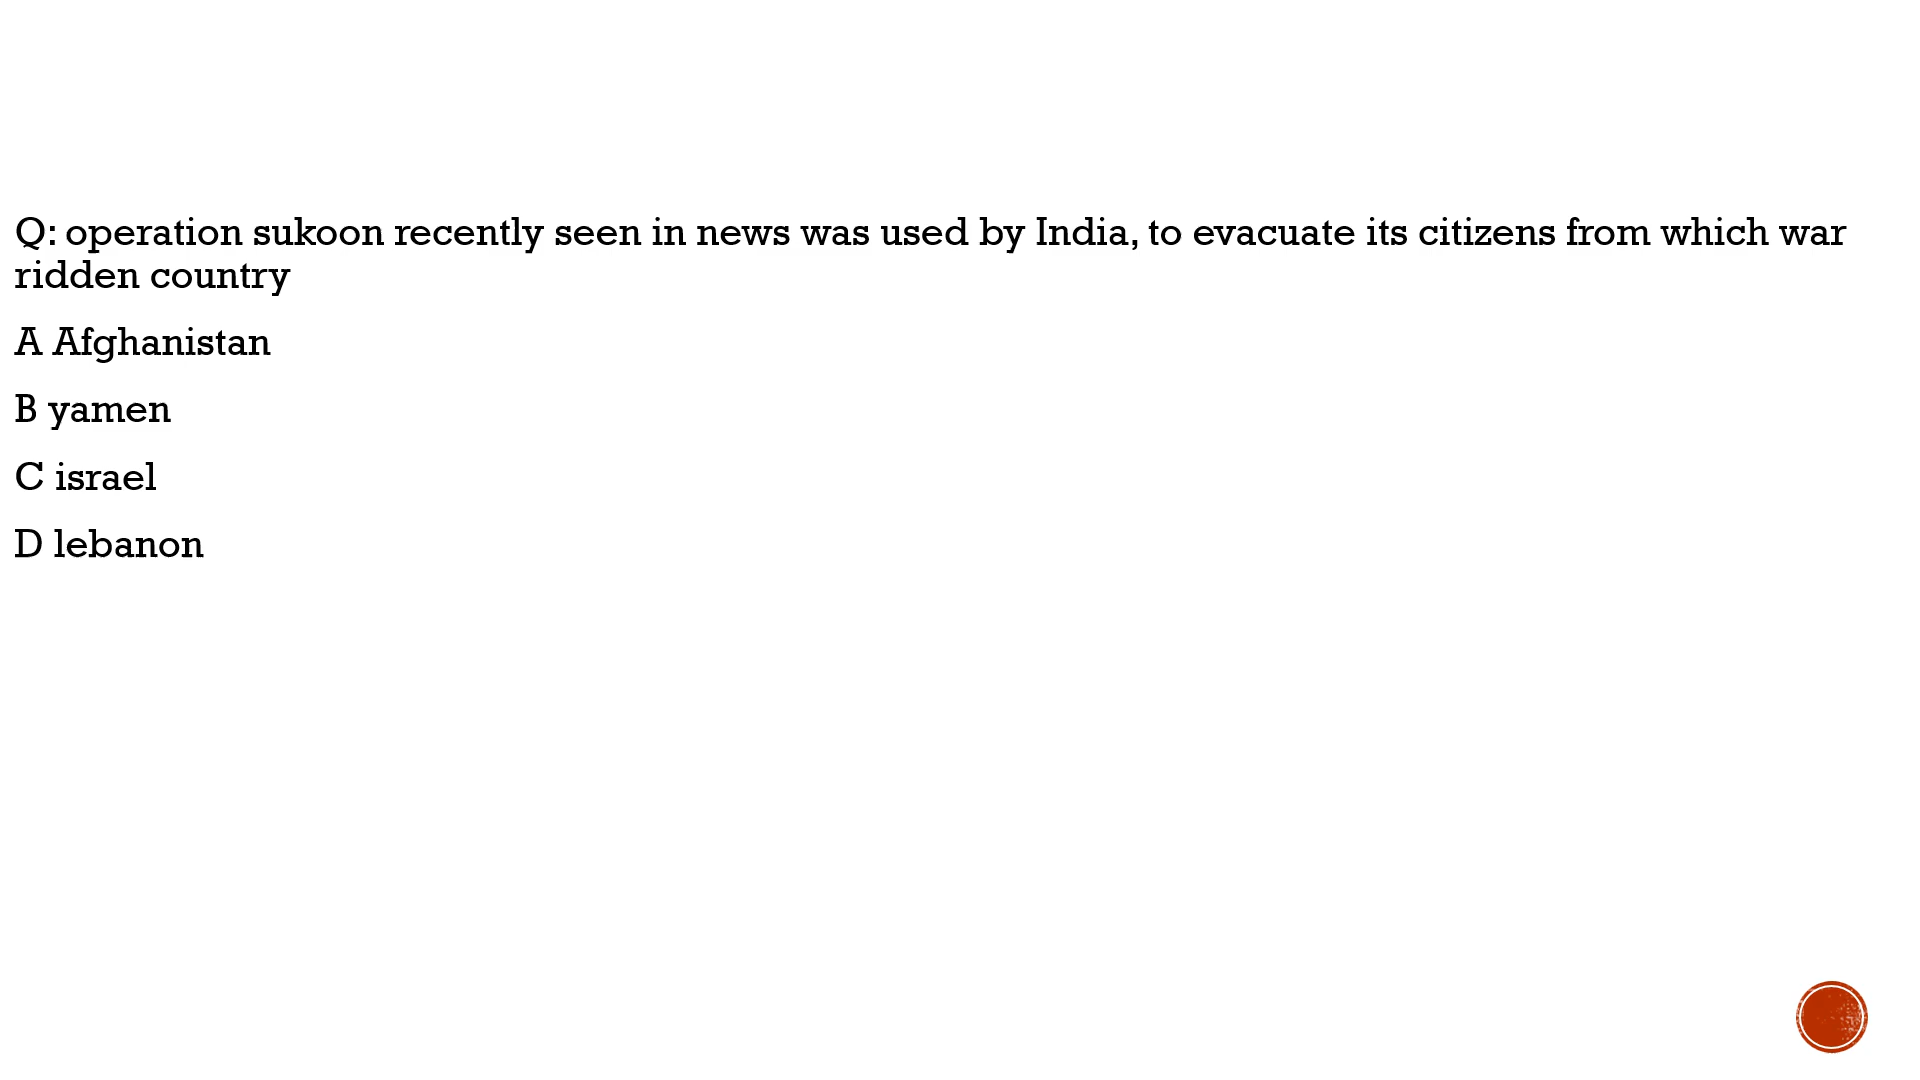 Q: operation sukoon recently seen in news was used by India, to evacuate its citizens from which war
ridden country
A Afghanistan
B yamen
C israel
D lebanon